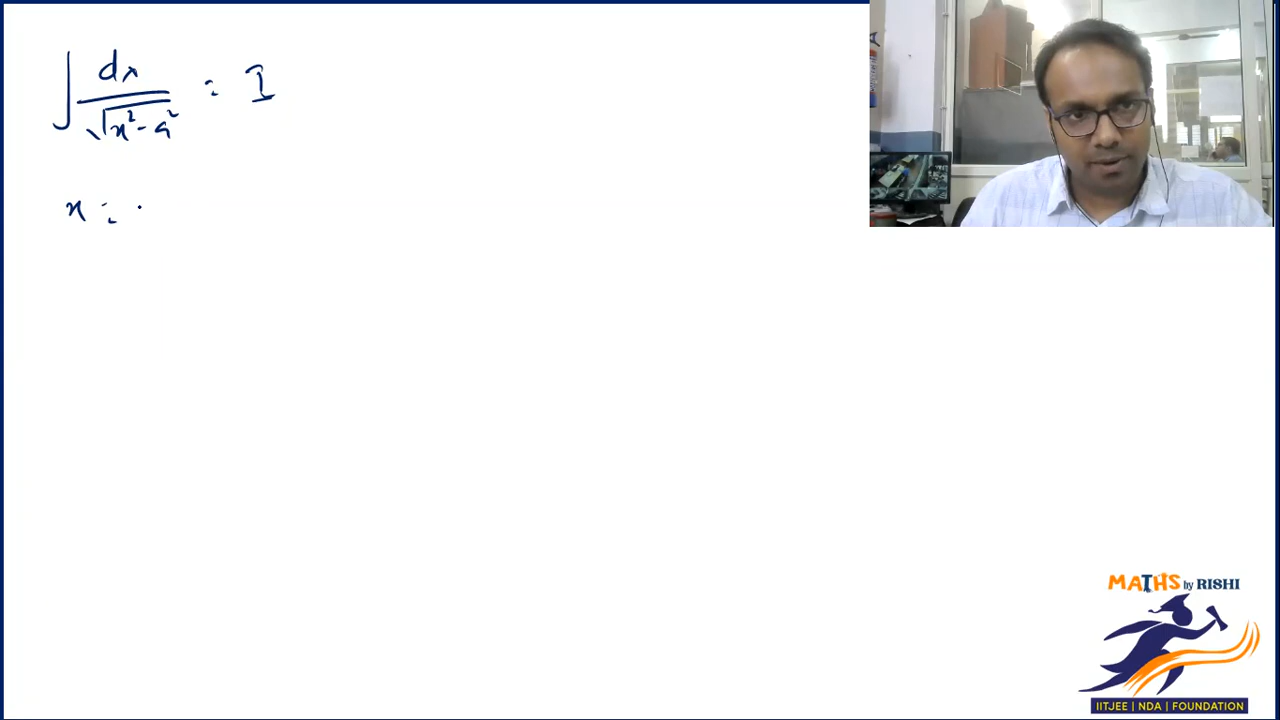 ∫ dx / √(x² - a²) = I
x = .
MATHS by RISHI
IITJEE | NDA | FOUNDATION